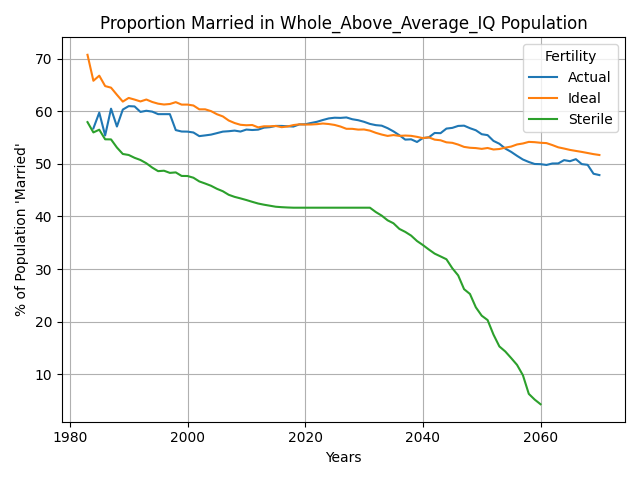 Proportion Married in Whole_Above_Average_IQ Population
% of Population 'Married'
70
60
50
40
30
20
10
Fertility
Actual
Ideal
Sterile
1980 2000 2020 2040 2060
Years